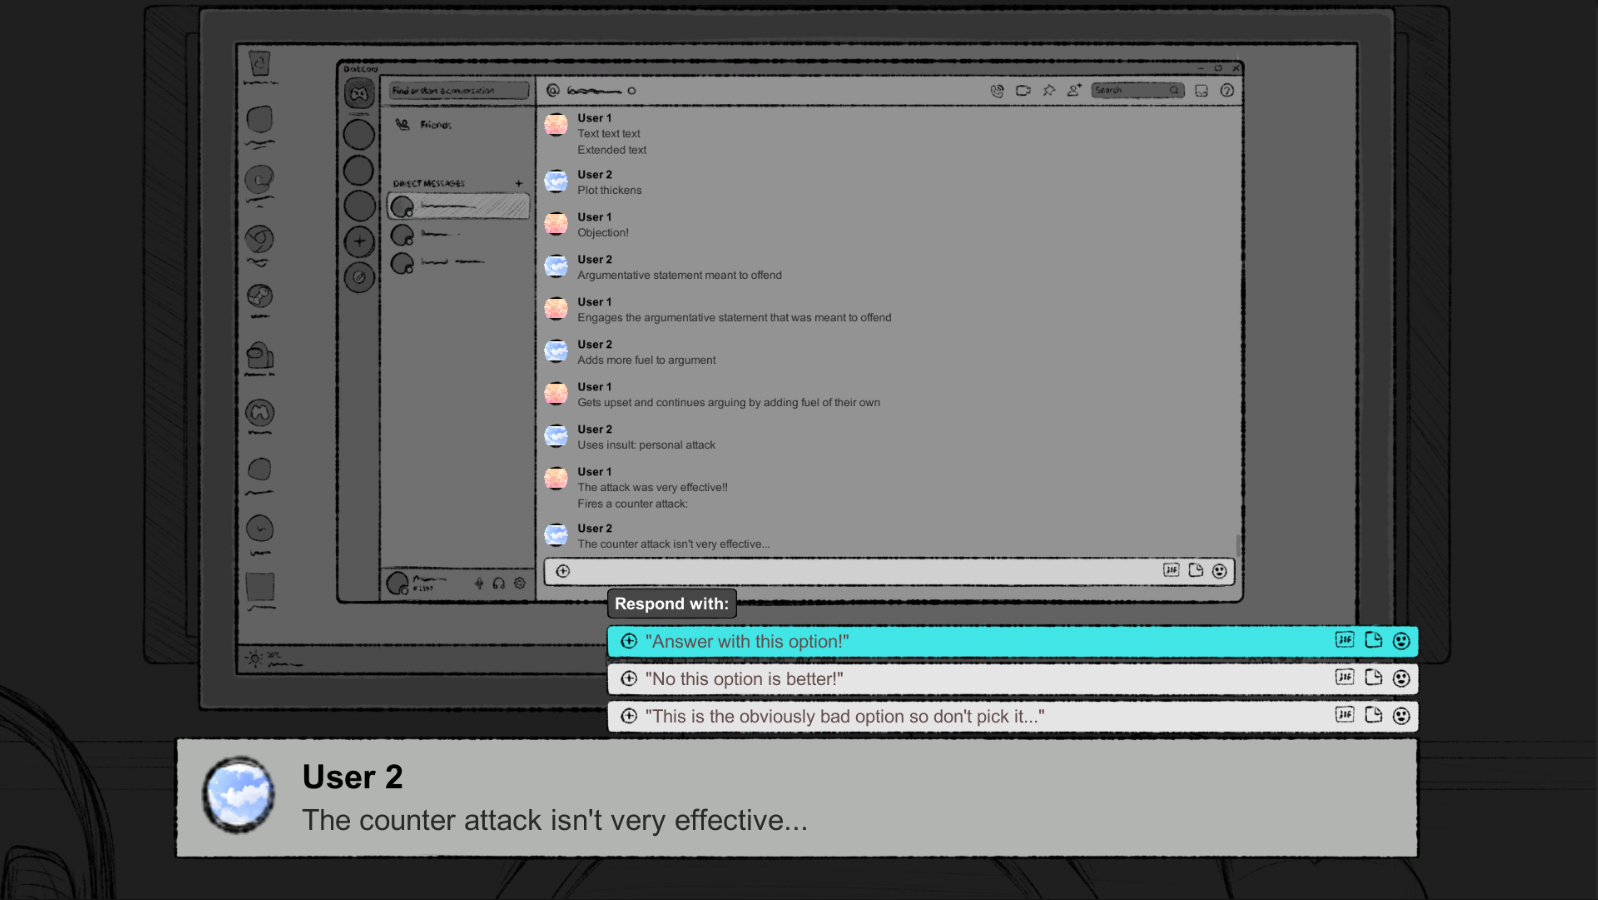 Discord
Find or start a conversation
Search
Friends
DIRECT MESSAGES
User 1
Text text text
Extended text
User 2
Plot thickens
User 1
Objection!
User 2
Argumentative statement meant to offend
User 1
Engages the argumentative statement that was meant to offend
User 2
Adds more fuel to argument
User 1
Gets upset and continues arguing by adding fuel of their own
User 2
Uses insult: personal attack
User 1
The attack was very effective!!
Fires a counter attack:
User 2
The counter attack isn't very effective...
GIF
Respond with:
"Answer with this option!"
GIF
"No this option is better!"
GIF
"This is the obviously bad option so don't pick it..."
GIF
User 2
The counter attack isn't very effective...